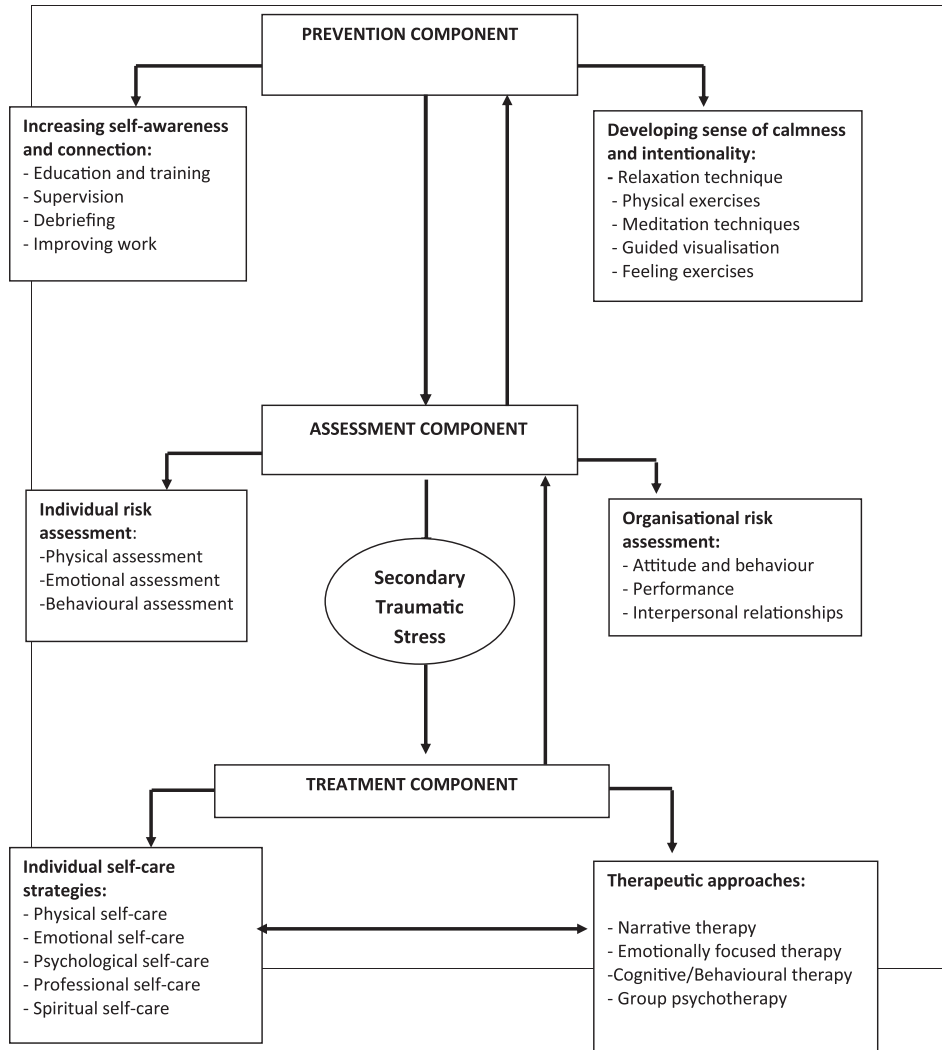 PREVENTION COMPONENT
Increasing self-awareness
and connection:
- Education and training
- Supervision
- Debriefing
- Improving work
Developing sense of calmness
and intentionality:
- Relaxation technique
- Physical exercises
- Meditation techniques
- Guided visualisation
- Feeling exercises
ASSESSMENT COMPONENT
Individual risk
assessment:
-Physical assessment
-Emotional assessment
-Behavioural assessment
Organisational risk
assessment:
- Attitude and behaviour
- Performance
- Interpersonal relationships
Secondary
Traumatic
Stress
TREATMENT COMPONENT
Individual self-care
strategies:
- Physical self-care
- Emotional self-care
- Psychological self-care
- Professional self-care
- Spiritual self-care
Therapeutic approaches:
- Narrative therapy
- Emotionally focused therapy
-Cognitive/Behavioural therapy
- Group psychotherapy